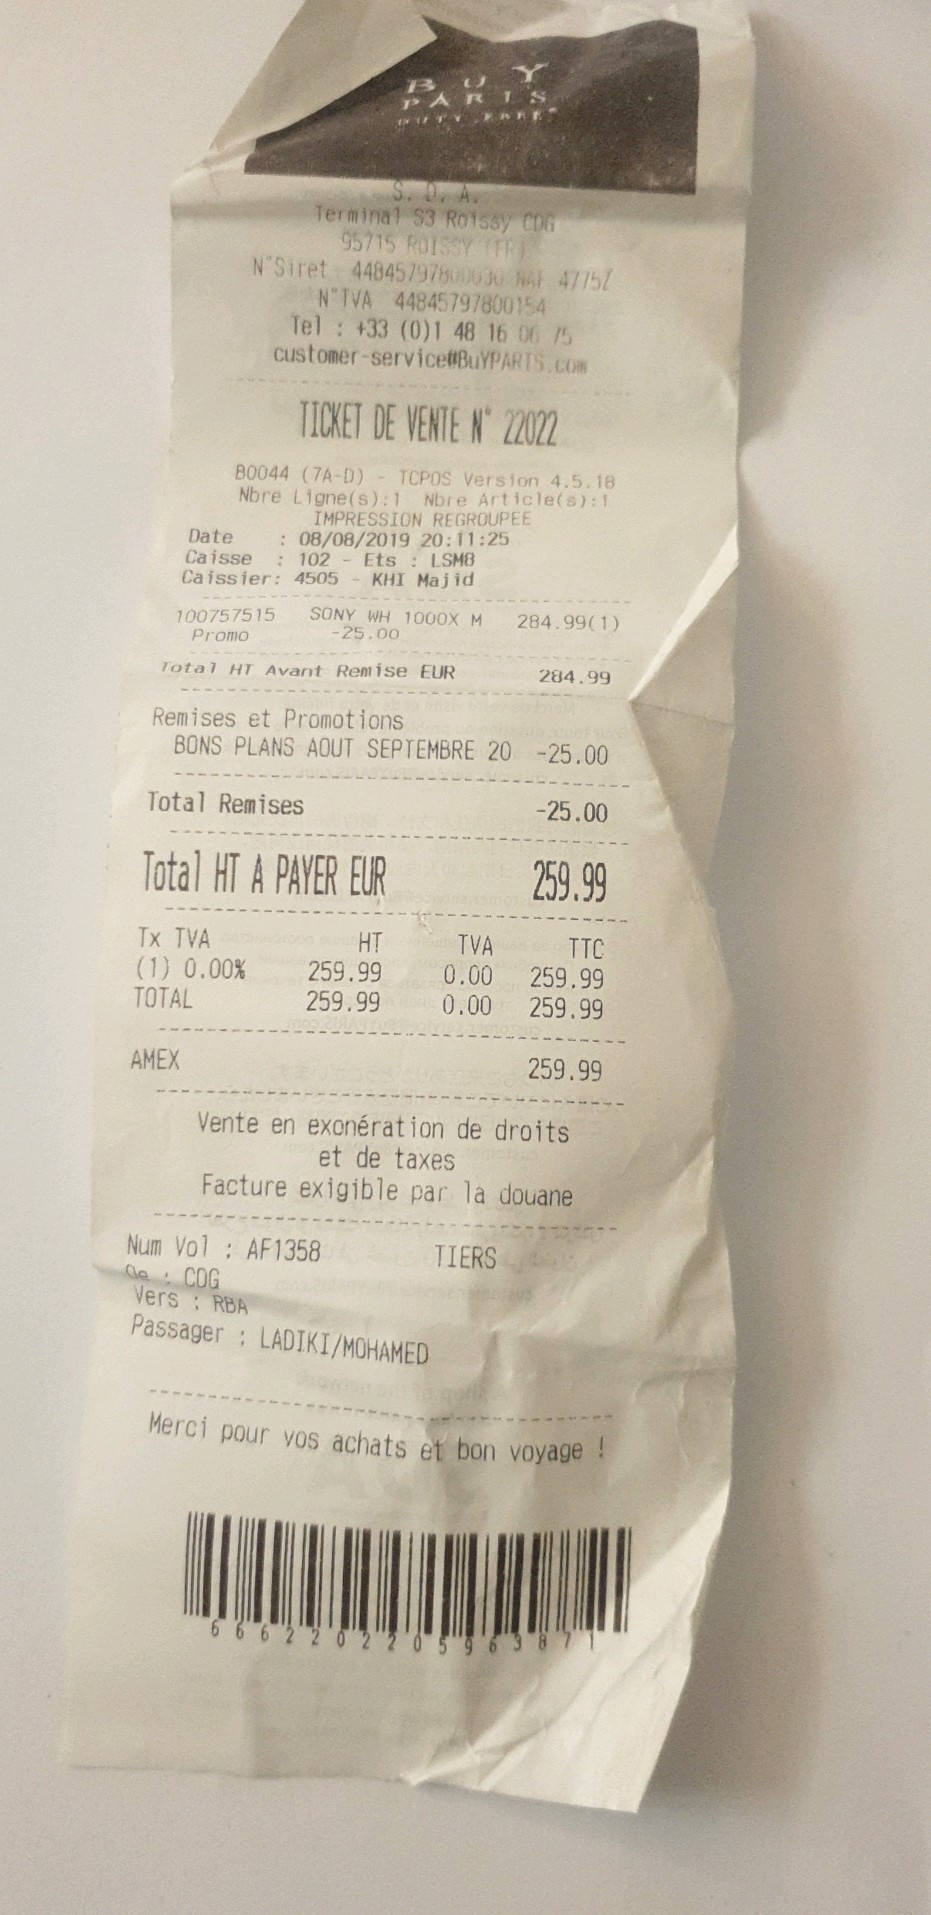 BUY
PARIS
DUTY FREE
S. D. A.
Terminal S3 Roissy CDG
95715 ROISSY (FR)
N°Siret 44845797800030 NAF 4775Z
N°TVA 44845797800154
Tel : +33 (0)1 48 16 06 75
customer-service#BuYPARIS.com
TICKET DE VENTE N° 22022
B0044 (7A-D) - TCPOS Version 4.5.18
Nbre Ligne(s):1 Nbre Article(s):1
IMPRESSION REGROUPEE
Date : 08/08/2019 20:11:25
Caisse : 102 - Ets : LSM8
Caissier: 4505 - KHI Majid
100757515 SONY WH 1000X M 284.99(1)
Promo -25.00
Total HT Avant Remise EUR 284.99
Remises et Promotions
BONS PLANS AOUT SEPTEMBRE 20 -25.00
Total Remises -25.00
Total HT A PAYER EUR 259.99
Tx TVA HT TVA TTC
(1) 0.00% 259.99 0.00 259.99
TOTAL 259.99 0.00 259.99
AMEX 259.99
Vente en exonération de droits
et de taxes
Facture exigible par la douane
Num Vol : AF1358 TIERS
De : CDG
Vers : RBA
Passager : LADIKI/MOHAMED
Merci pour vos achats et bon voyage !
6662202205963871